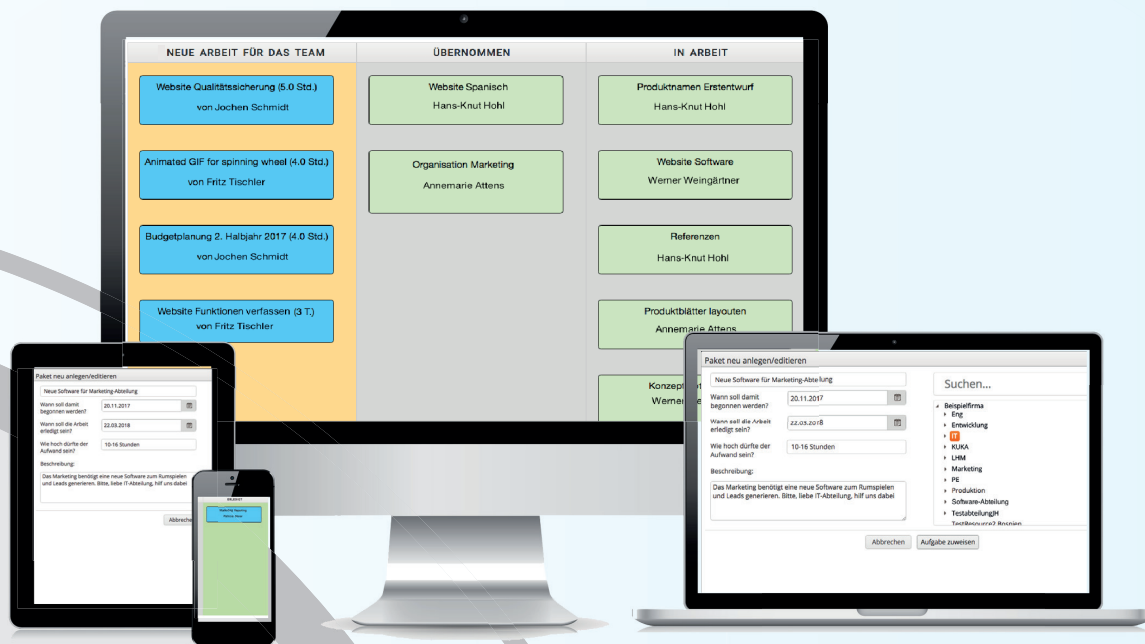 NEUE ARBEIT FÜR DAS TEAM
ÜBERNOMMEN
IN ARBEIT
Website Qualitätssicherung (5.0 Std.)
von Jochen Schmidt
Animated GIF for spinning wheel (4.0 Std.)
von Fritz Tischler
Budgetplanung 2. Halbjahr 2017 (4.0 Std.)
von Jochen Schmidt
Website Funktionen verfassen (3 T.)
von Fritz Tischler
Website Spanisch
Hans-Knut Hohl
Organisation Marketing
Annemarie Attens
Produktnamen Erstentwurf
Hans-Knut Hohl
Website Software
Werner Weingärtner
Referenzen
Hans-Knut Hohl
Produktblätter layouten
Annemarie Attens
Konzept
Werner
Paket neu anlegen/editieren
Neue Software für Marketing-Abteilung
Wann soll damit
begonnen werden?
20.11.2017
Wann soll die Arbeit
erledigt sein?
22.03.2018
Wie hoch dürfte der
Aufwand sein?
10-16 Stunden
Beschreibung:
Das Marketing benötigt eine neue Software zum Rumspielen
und Leads generieren. Bitte, liebe IT-Abteilung, hilf uns dabei
Abbreche
Paket neu anlegen/editieren
Neue Software für Marketing-Abteilung
Wann soll damit
begonnen werden?
20.11.2017
Wann soll die Arbeit
erledigt sein?
22.03.2018
Wie hoch dürfte der
Aufwand sein?
10-16 Stunden
Beschreibung:
Das Marketing benötigt eine neue Software zum Rumspielen
und Leads generieren. Bitte, liebe IT-Abteilung, hilf uns dabei
Suchen...
Beispielfirma
Eng
Entwicklung
IT
KUKA
LHM
Marketing
PE
Produktion
Software-Abteilung
TestabteilungJH
TestResource2 Bosnien
Abbrechen
Aufgabe zuweisen